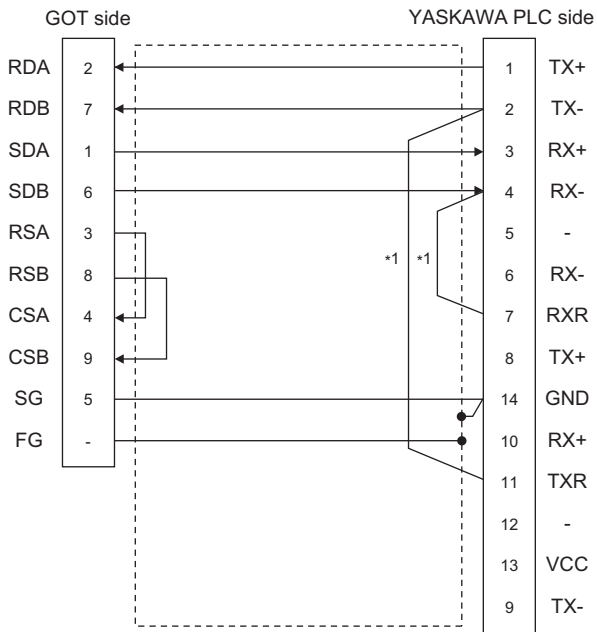 GOT side YASKAWA PLC side
RDA 2 1 TX+
RDB 7 2 TX-
SDA 1 3 RX+
SDB 6 4 RX-
RSA 3 5 -
RSB 8 *1 *1 6 RX-
CSA 4 7 RXR
CSB 9 8 TX+
SG 5 14 GND
FG - 10 RX+
11 TXR
12 -
13 VCC
9 TX-